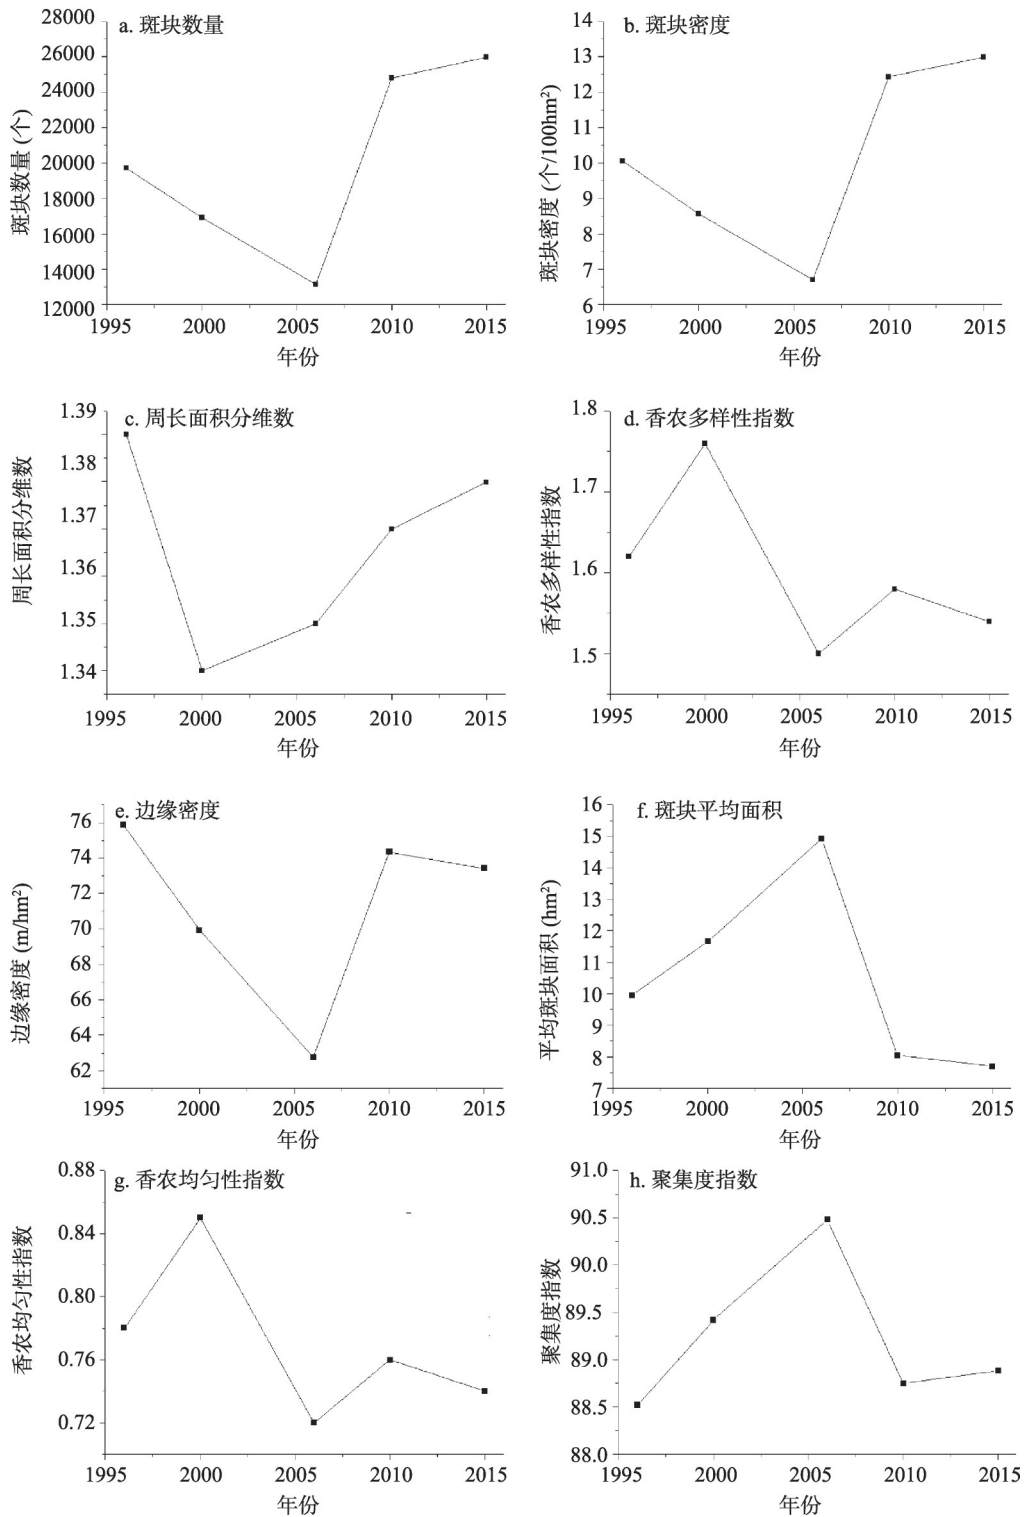 a. 斑块数量
斑块数量 (个)
28000
26000
24000
22000
20000
18000
16000
14000
12000
1995 2000 2005 2010 2015
年份
b. 斑块密度
斑块密度 (个/100hm²)
14
13
12
11
10
9
8
7
6
1995 2000 2005 2010 2015
年份
c. 周长面积分维数
周长面积分维数
1.39
1.38
1.37
1.36
1.35
1.34
1995 2000 2005 2010 2015
年份
d. 香农多样性指数
香农多样性指数
1.8
1.7
1.6
1.5
1995 2000 2005 2010 2015
年份
e. 边缘密度
边缘密度 (m/hm²)
76
74
72
70
68
66
64
62
1995 2000 2005 2010 2015
年份
f. 斑块平均面积
平均斑块面积 (hm²)
16
15
14
13
12
11
10
9
8
7
1995 2000 2005 2010 2015
年份
g. 香农均匀性指数
香农均匀性指数
0.88
0.84
0.80
0.76
0.72
1995 2000 2005 2010 2015
年份
h. 聚集度指数
聚集度指数
91.0
90.5
90.0
89.5
89.0
88.5
88.0
1995 2000 2005 2010 2015
年份